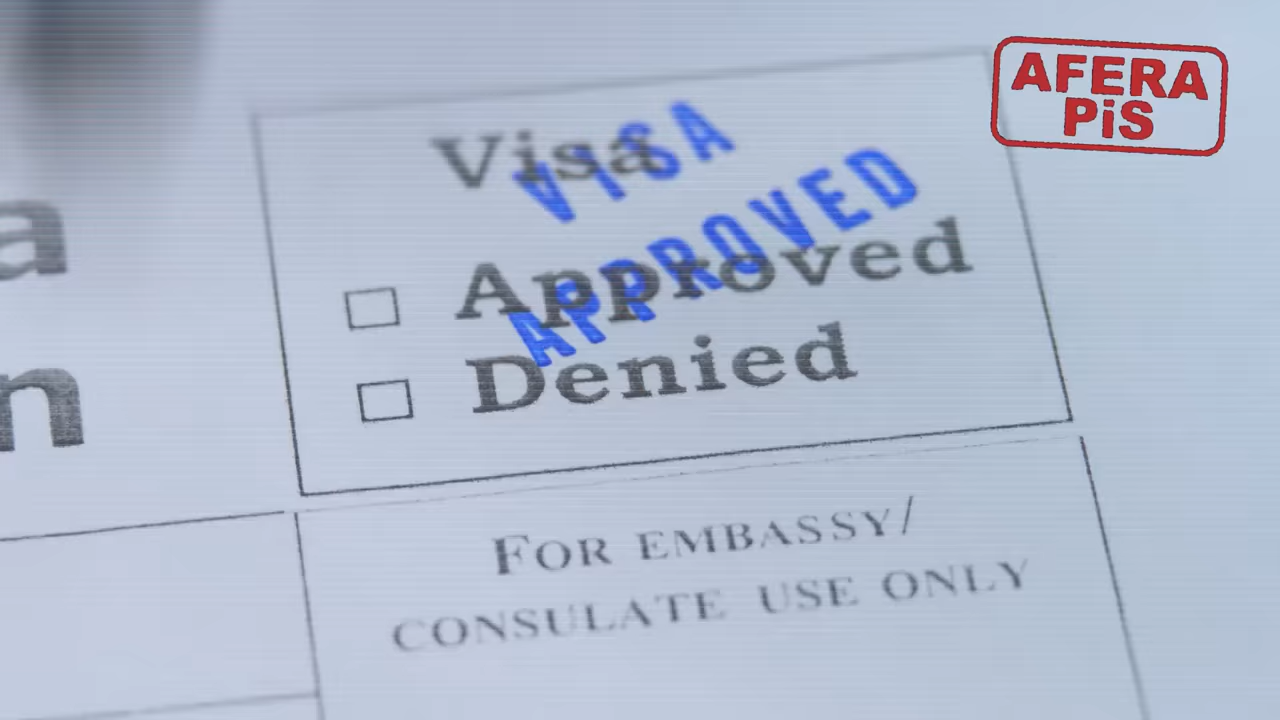 AFERA
PiS
Visa
VISA
APPROVED
Approved
Denied
a
n
FOR EMBASSY/
CONSULATE USE ONLY